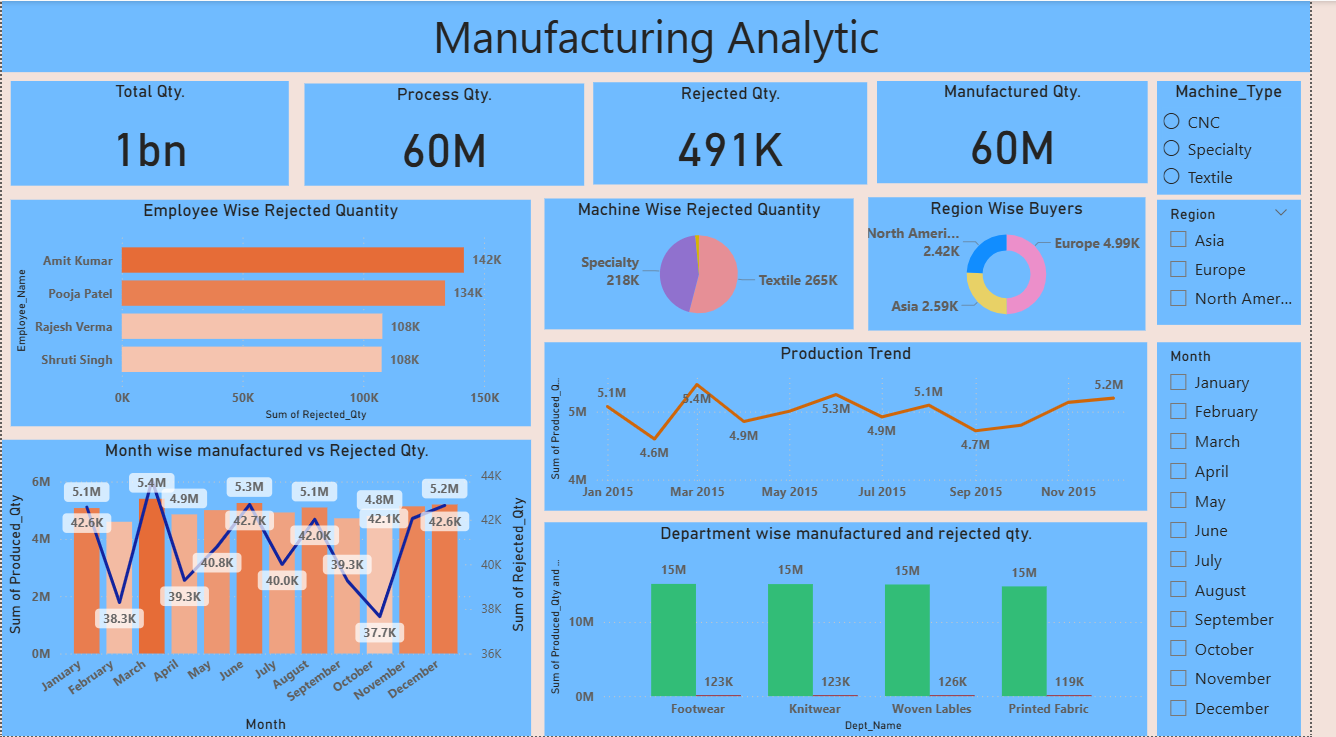 Manufacturing Analytic
Total Qty.
1bn
Process Qty.
60M
Rejected Qty.
491K
Manufactured Qty.
60M
Machine_Type
CNC
Specialty
Textile
Employee Wise Rejected Quantity
Employee_Name
Amit Kumar
142K
Pooja Patel
134K
Rajesh Verma
108K
Shruti Singh
108K
0K
50K
100K
150K
Sum of Rejected_Qty
Machine Wise Rejected Quantity
Specialty
218K
Textile 265K
Region Wise Buyers
North Ameri...
2.42K
Europe 4.99K
Asia 2.59K
Region
Asia
Europe
North Amer...
Production Trend
Sum of Produced_Q...
5M
4M
5.1M
4.6M
5.4M
4.9M
5.3M
4.9M
5.1M
4.7M
5.2M
Jan 2015
Mar 2015
May 2015
Jul 2015
Sep 2015
Nov 2015
Month
January
February
March
April
May
June
July
August
September
October
November
December
Month wise manufactured vs Rejected Qty.
Sum of Produced_Qty
6M
4M
2M
0M
5.1M
5.4M
4.9M
5.3M
5.1M
4.8M
5.2M
42.6K
38.3K
39.3K
40.8K
42.7K
40.0K
42.0K
39.3K
37.7K
42.1K
42.6K
44K
42K
40K
38K
36K
Sum of Rejected_Qty
January
February
March
April
May
June
July
August
September
October
November
December
Month
Department wise manufactured and rejected qty.
Sum of Produced_Qty and ...
10M
0M
15M
123K
15M
123K
15M
126K
15M
119K
Footwear
Knitwear
Woven Lables
Printed Fabric
Dept_Name